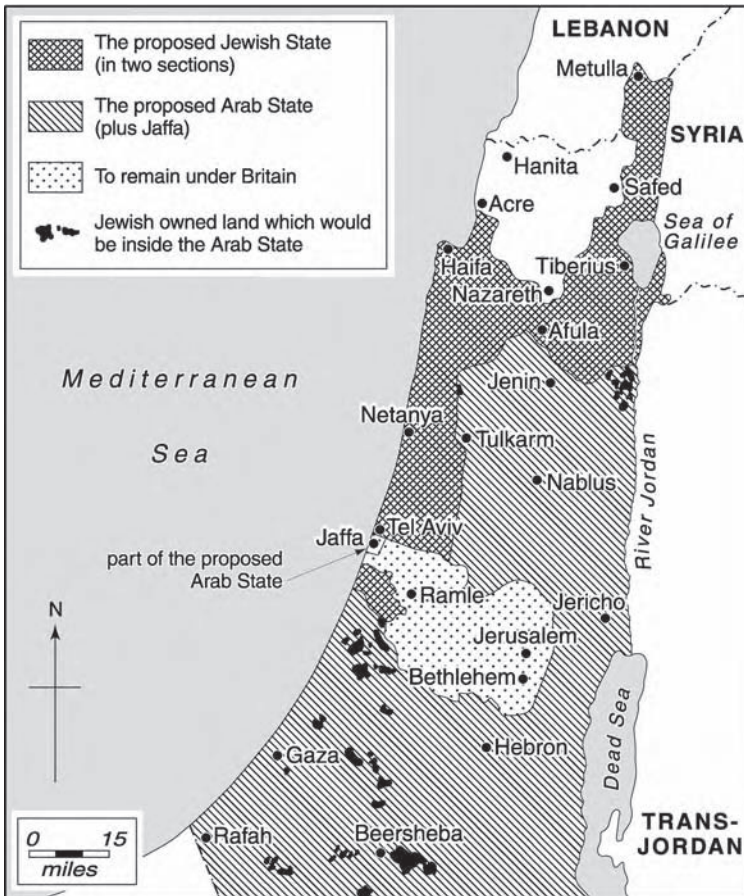 The proposed Jewish State
(in two sections)
The proposed Arab State
(plus Jaffa)
To remain under Britain
Jewish owned land which would
be inside the Arab State
LEBANON
Metulla
SYRIA
Hanita
Safed
Acre
Sea of
Galilee
Haifa
Tiberius
Nazareth
Afula
Mediterranean
Sea
Jenin
Netanya
Tulkarm
Nablus
River Jordan
Tel Aviv
Jaffa
part of the proposed
Arab State
Ramle
Jericho
N
Jerusalem
Bethlehem
Dead Sea
Hebron
Gaza
0 15
miles
Rafah
Beersheba
TRANS-
JORDAN